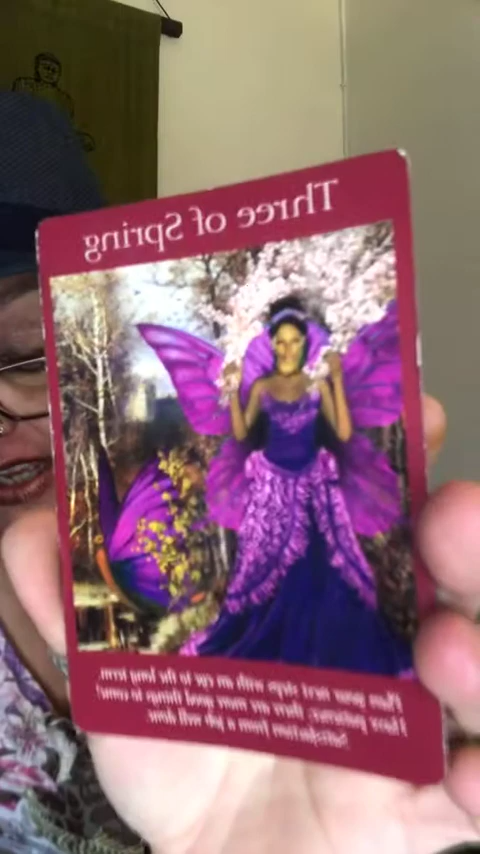 Three of Spring
Plan your next steps with an eye to the long term.
Have patience, there are more good things to come!
Satisfaction from a job well done.